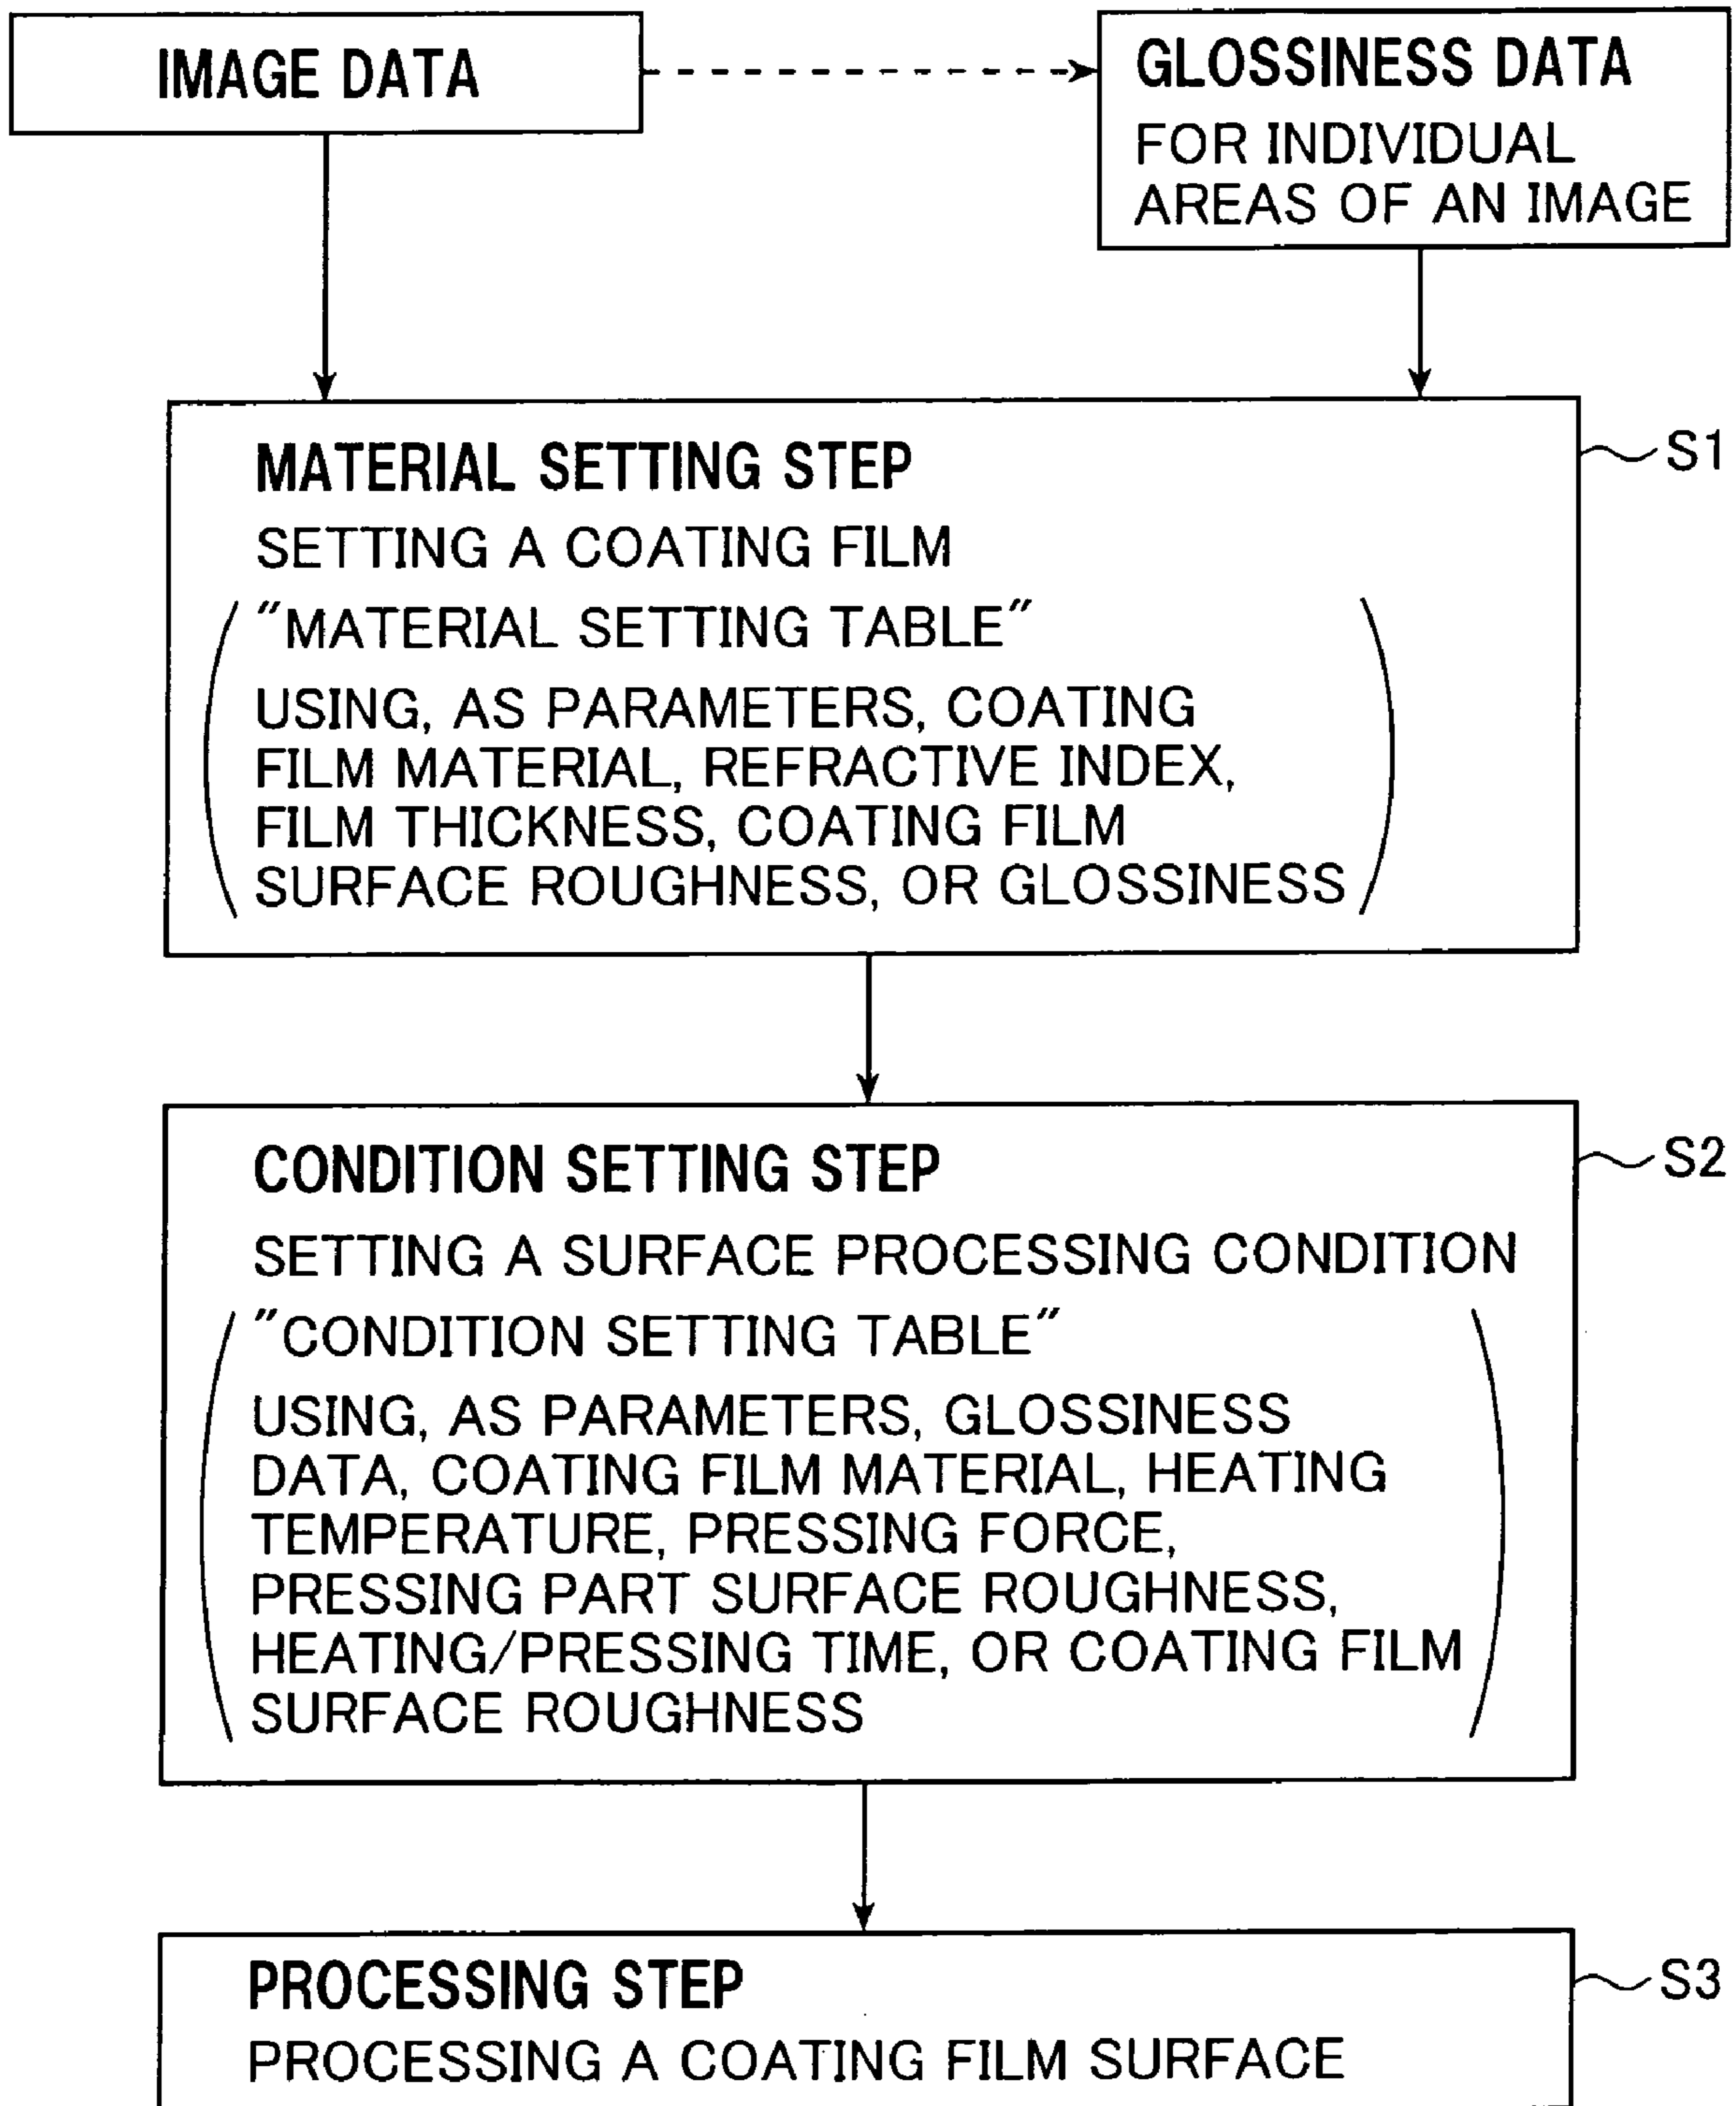 IMAGE DATA
GLOSSINESS DATA
FOR INDIVIDUAL
AREAS OF AN IMAGE
S1
MATERIAL SETTING STEP
SETTING A COATING FILM
"MATERIAL SETTING TABLE"
USING, AS PARAMETERS, COATING
FILM MATERIAL, REFRACTIVE INDEX,
FILM THICKNESS, COATING FILM
SURFACE ROUGHNESS, OR GLOSSINESS
S2
CONDITION SETTING STEP
SETTING A SURFACE PROCESSING CONDITION
"CONDITION SETTING TABLE"
USING, AS PARAMETERS, GLOSSINESS
DATA, COATING FILM MATERIAL, HEATING
TEMPERATURE, PRESSING FORCE,
PRESSING PART SURFACE ROUGHNESS,
HEATING/PRESSING TIME, OR COATING FILM
SURFACE ROUGHNESS
S3
PROCESSING STEP
PROCESSING A COATING FILM SURFACE